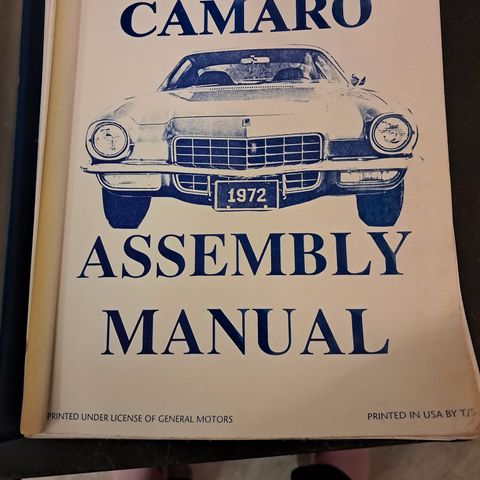 CAMARO
1972
ASSEMBLY
MANUAL
PRINTED UNDER LICENSE OF GENERAL MOTORS
PRINTED IN USA BY